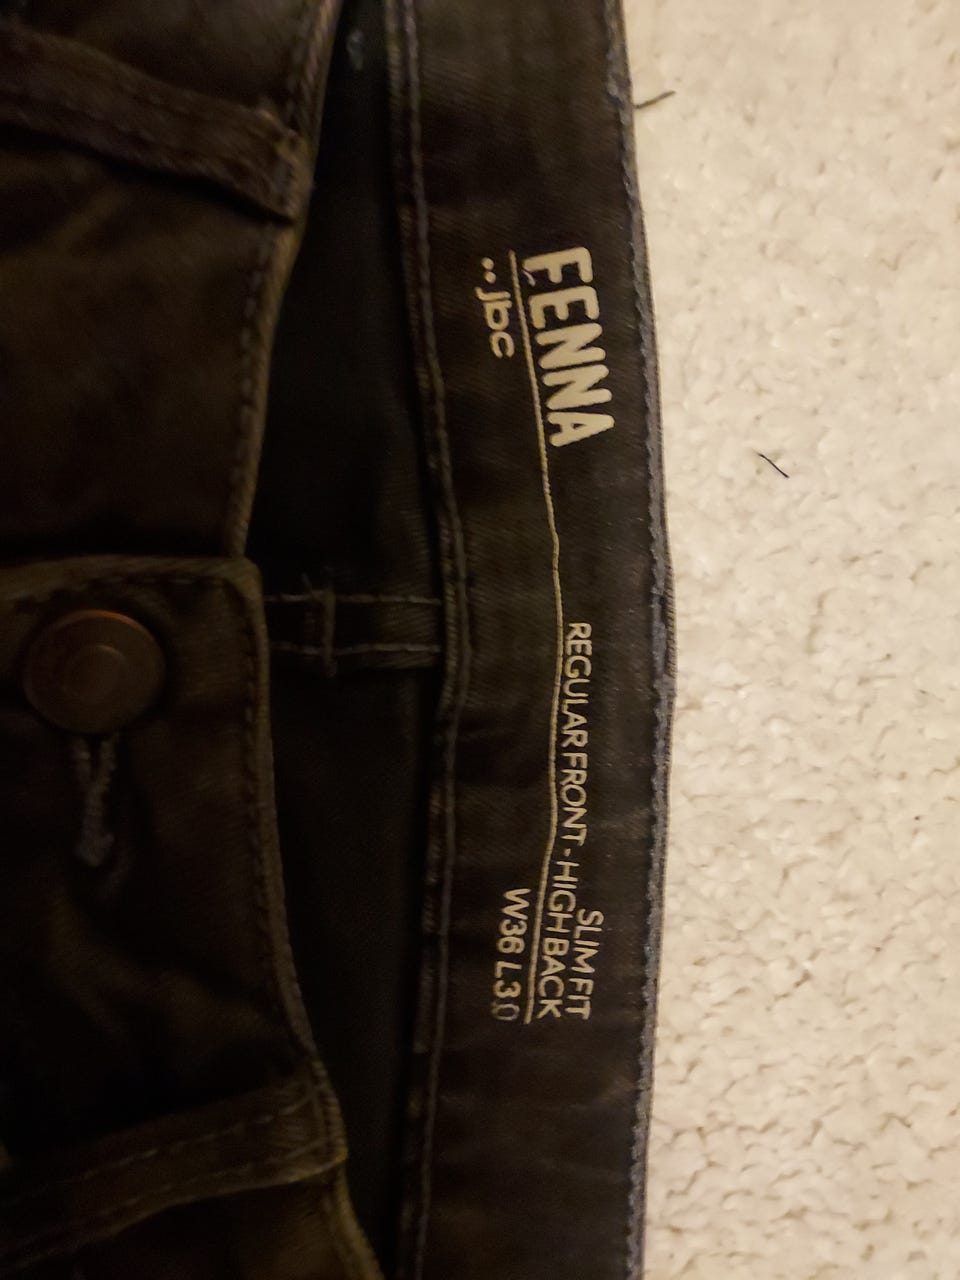 FENNA
..jbc
SLIM FIT
REGULAR FRONT - HIGH BACK
W36 L30